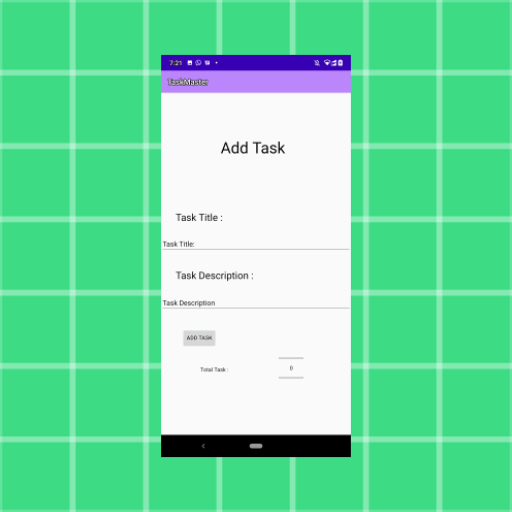 7:21
TaskMaster
Add Task
Task Title :
Task Title:
Task Description :
Task Description
ADD TASK
Total Task :
0